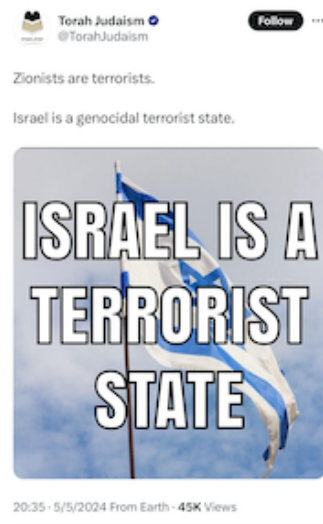 Torah Judaism
Follow
@TorahJudaism
Zionists are terrorists.
Israel is a genocidal terrorist state.
ISRAEL IS A
TERRORIST
STATE
20:35 · 5/5/2024 From Earth · 45K Views